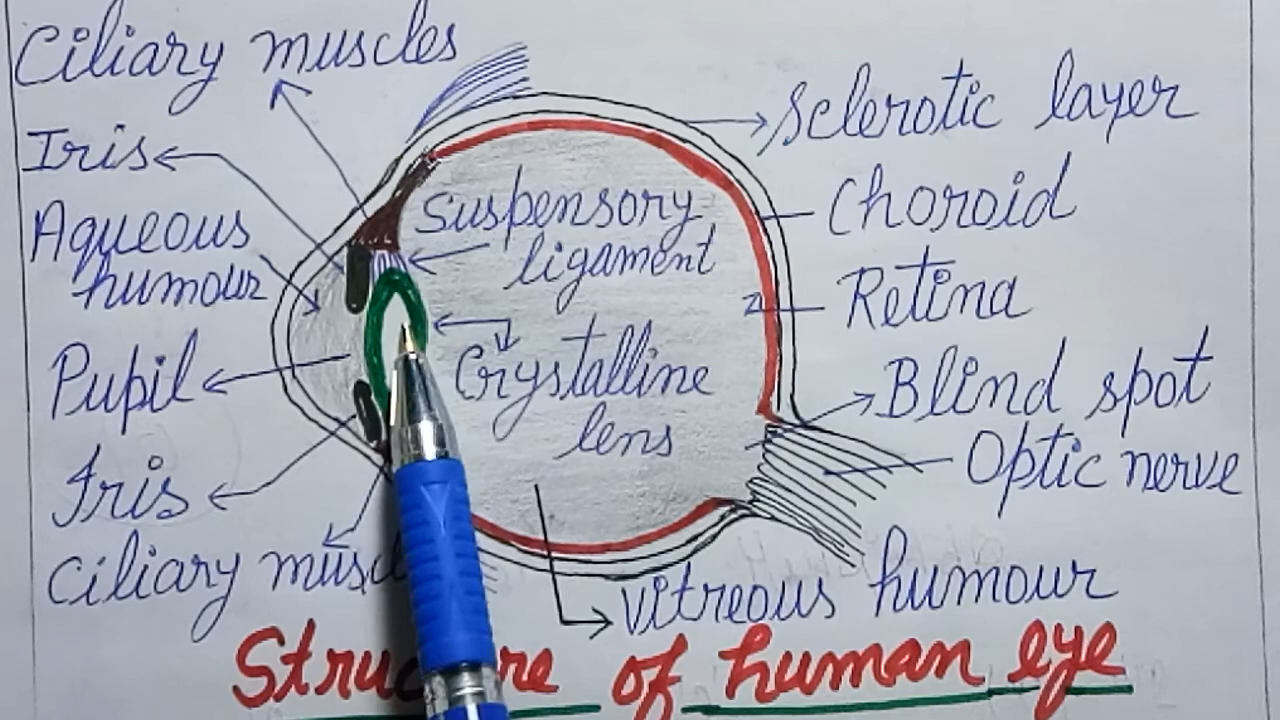 Ciliary muscles
Iris
Aqueous
humour
Pupil
Iris
Ciliary
Suspensory
ligament
Crystalline
lens
Sclerotic layer
Choroid
Retina
Blind spot
Optic nerve
Vitreous humour
of human eye